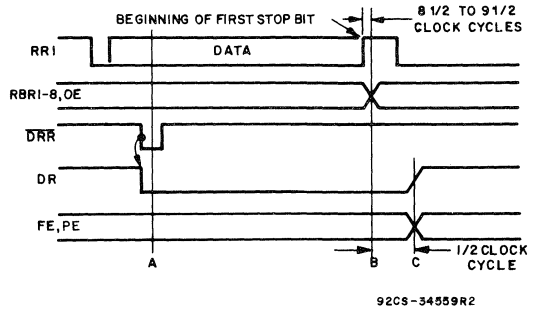 BEGINNING OF FIRST STOP BIT
8 1/2 TO 9 1/2
CLOCK CYCLES
RRI
DATA
RBRI-8, OE
DRR
DR
FE, PE
A
B
C
1/2 CLOCK
CYCLE
92CS-34559R2